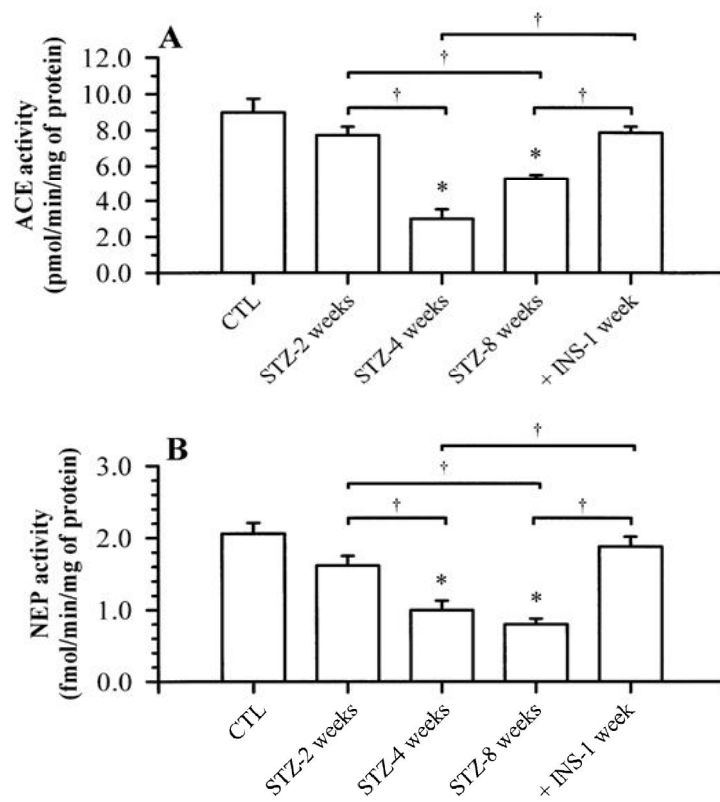 A
†
†
†
†
12.0
10.0
8.0
6.0
4.0
2.0
0.0
ACE activity
(pmol/min/mg of protein)
*
*
CTL
STZ-2 weeks
STZ-4 weeks
STZ-8 weeks
+ INS-1 week
B
†
†
†
†
3.0
2.0
1.0
0.0
NEP activity
(fmol/min/mg of protein)
*
*
CTL
STZ-2 weeks
STZ-4 weeks
STZ-8 weeks
+ INS-1 week